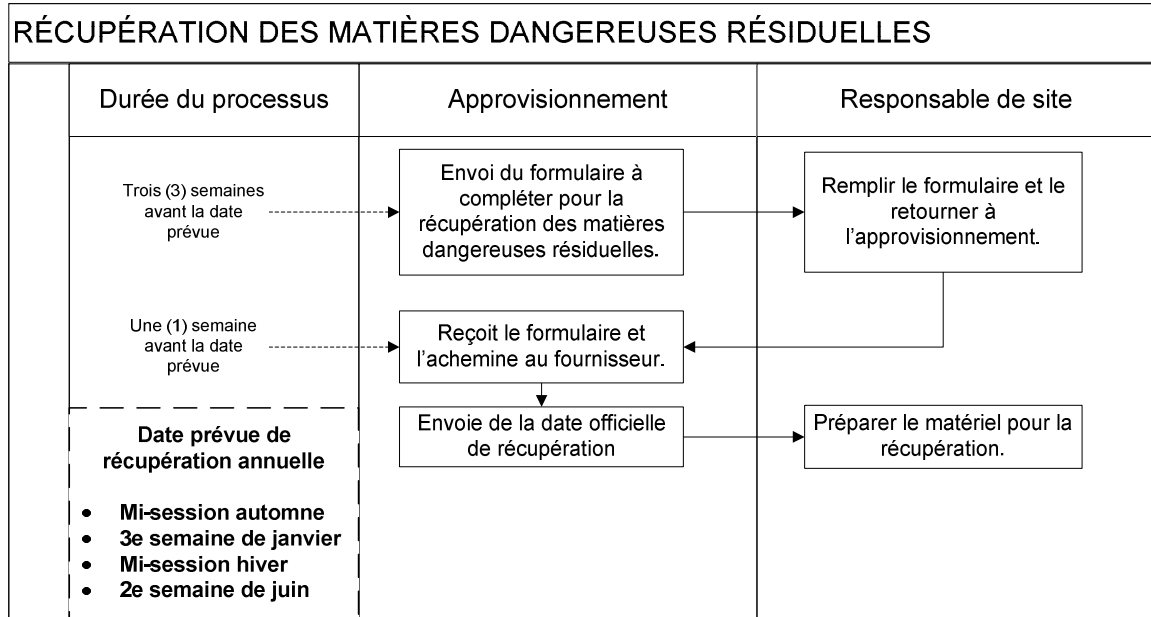 RÉCUPÉRATION DES MATIÈRES DANGEREUSES RÉSIDUELLES
Durée du processus
Approvisionnement
Responsable de site
Trois (3) semaines
avant la date
prévue
Envoi du formulaire à
compléter pour la
récupération des matières
dangereuses résiduelles.
Remplir le formulaire et le
retourner à
l'approvisionnement.
Une (1) semaine
avant la date
prévue
Reçoit le formulaire et
l'achemine au fournisseur.
Envoie de la date officielle
de récupération
Préparer le matériel pour la
récupération.
Date prévue de
récupération annuelle
• Mi-session automne
• 3e semaine de janvier
• Mi-session hiver
• 2e semaine de juin